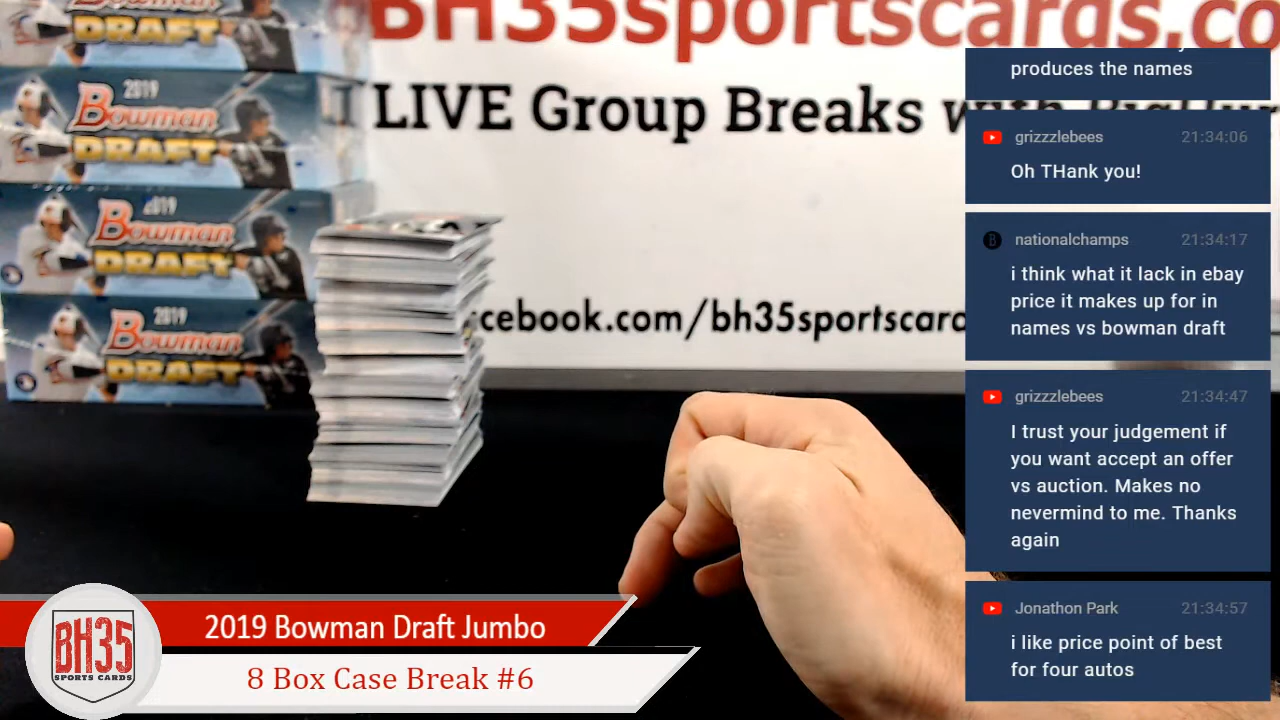 BH35sportscards.co
LIVE Group Breaks with
cebook.com/bh35sportscard
Bowman
DRAFT
2019
Bowman
DRAFT
2019
Bowman
DRAFT
2019
Bowman
DRAFT
produces the names
grizzzlebees 21:34:06
Oh THank you!
nationalchamps 21:34:17
i think what it lack in ebay
price it makes up for in
names vs bowman draft
grizzzlebees 21:34:47
I trust your judgement if
you want accept an offer
vs auction. Makes no
nevermind to me. Thanks
again
Jonathon Park 21:34:57
i like price point of best
for four autos
BH35
SPORTS CARDS
2019 Bowman Draft Jumbo
8 Box Case Break #6